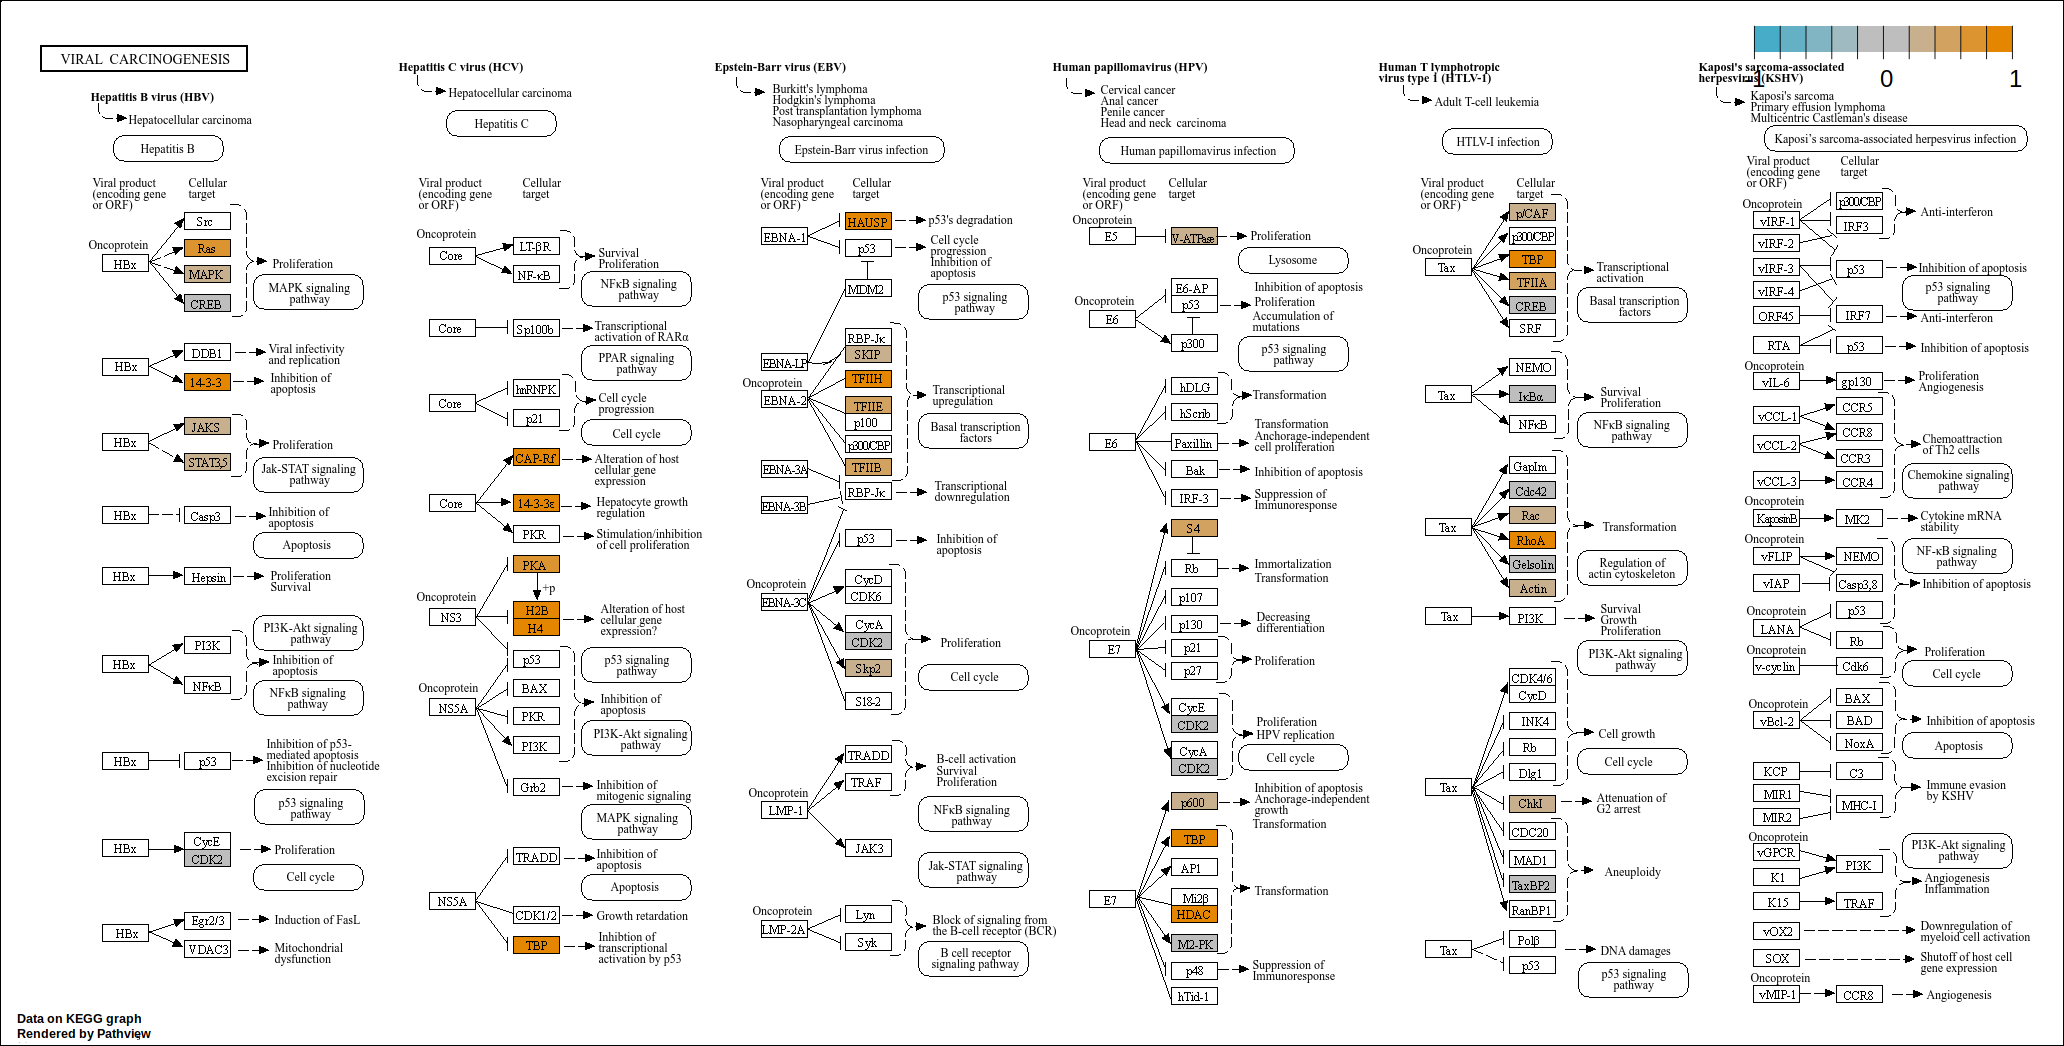 VIRAL CARCINOGENESIS
-1 0 1
Hepatitis B virus (HBV)
Hepatocellular carcinoma
Hepatitis B
Viral product
(encoding gene
or ORF)
Cellular
target
Oncoprotein
HBx
Src
Ras
MAPK
CREB
Proliferation
MAPK signaling
pathway
HBx
DDB1
Viral infectivity
and replication
14-3-3
Inhibition of
apoptosis
HBx
JAKS
STAT3,5
Proliferation
Jak-STAT signaling
pathway
HBx
Casp3
Inhibition of
apoptosis
Apoptosis
HBx
Hepsin
Proliferation
Survival
PI3K-Akt signaling
pathway
HBx
PI3K
NFκB
Inhibition of
apoptosis
NFκB signaling
pathway
HBx
p53
Inhibition of p53-
mediated apoptosis
Inhibition of nucleotide
excision repair
p53 signaling
pathway
HBx
CycE
CDK2
Proliferation
Cell cycle
HBx
Egr2/3
Induction of FasL
VDAC3
Mitochondrial
dysfunction
Hepatitis C virus (HCV)
Hepatocellular carcinoma
Hepatitis C
Viral product
(encoding gene
or ORF)
Cellular
target
Oncoprotein
Core
LT-βR
NF-κB
Survival
Proliferation
NFκB signaling
pathway
Core
Sp100b
Transcriptional
activation of RARα
PPAR signaling
pathway
Core
hnRNPK
p21
Cell cycle
progression
Cell cycle
Core
CAP-Rf
Alteration of host
cellular gene
expression
14-3-3ε
Hepatocyte growth
regulation
PKR
Stimulation/inhibition
of cell proliferation
PKA
+p
Oncoprotein
NS3
H2B
H4
Alteration of host
cellular gene
expression?
p53
p53 signaling
pathway
Oncoprotein
NS5A
BAX
PKR
PI3K
Inhibition of
apoptosis
PI3K-Akt signaling
pathway
Grb2
Inhibition of
mitogenic signaling
MAPK signaling
pathway
NS5A
TRADD
Inhibition of
apoptosis
Apoptosis
CDK1/2
Growth retardation
TBP
Inhibtion of
transcriptional
activation by p53
Epstein-Barr virus (EBV)
Burkitt's lymphoma
Hodgkin's lymphoma
Post transplantation lymphoma
Nasopharyngeal carcinoma
Epstein-Barr virus infection
Viral product
(encoding gene
or ORF)
Cellular
target
EBNA-1
HAUSP
p53's degradation
p53
Cell cycle
progression
Inhibition of
apoptosis
MDM2
p53 signaling
pathway
EBNA-LP
RBP-Jκ
SKIP
Oncoprotein
EBNA-2
TFIIH
TFIIE
p100
p300/CBP
TFIIB
Transcriptional
upregulation
Basal transcription
factors
EBNA-3A
EBNA-3B
RBP-Jκ
Transcriptional
downregulation
p53
Inhibition of
apoptosis
Oncoprotein
EBNA-3C
CycD
CDK6
CycA
CDK2
Skp2
S18-2
Proliferation
Cell cycle
Oncoprotein
LMP-1
TRADD
TRAF
B-cell activation
Survival
Proliferation
NFκB signaling
pathway
JAK3
Jak-STAT signaling
pathway
Oncoprotein
LMP-2A
Lyn
Syk
Block of signaling from
the B-cell receptor (BCR)
B cell receptor
signaling pathway
Human papillomavirus (HPV)
Cervical cancer
Anal cancer
Penile cancer
Head and neck carcinoma
Human papillomavirus infection
Viral product
(encoding gene
or ORF)
Cellular
target
Oncoprotein
E5
V-ATPase
Proliferation
Lysosome
Oncoprotein
E6
E6-AP
p53
p300
Inhibition of apoptosis
Proliferation
Accumulation of
mutations
p53 signaling
pathway
E6
hDLG
hScrib
Transformation
Paxillin
Transformation
Anchorage-independent
cell proliferation
Bak
Inhibition of apoptosis
IRF-3
Suppression of
Immunoresponse
S4
Rb
Immortalization
Transformation
p107
p130
Decreasing
differentiation
Oncoprotein
E7
p21
p27
Proliferation
CycE
CDK2
CycA
CDK2
Proliferation
HPV replication
Cell cycle
p600
Inhibition of apoptosis
Anchorage-independent
growth
Transformation
E7
TBP
AP1
Mi2β
HDAC
M2-PK
Transformation
p48
Suppression of
Immunoresponse
hTid-1
Human T lymphotropic
virus type 1 (HTLV-1)
Adult T-cell leukemia
HTLV-I infection
Viral product
(encoding gene
or ORF)
Cellular
target
Oncoprotein
Tax
p/CAF
p300/CBP
TBP
TFIIA
CREB
SRF
Transcriptional
activation
Basal transcription
factors
Tax
NEMO
IκBα
NFκB
Survival
Proliferation
NFκB signaling
pathway
Tax
GapIm
Cdc42
Rac
RhoA
Gelsolin
Actin
Transformation
Regulation of
actin cytoskeleton
Tax
PI3K
Survival
Growth
Proliferation
PI3K-Akt signaling
pathway
Tax
CDK4/6
CycD
INK4
Rb
Dlg1
Cell growth
Cell cycle
ChkI
Attenuation of
G2 arrest
CDC20
MAD1
TaxBP2
RanBP1
Aneuploidy
Tax
Polβ
p53
DNA damages
p53 signaling
pathway
Kaposi's sarcoma-associated
herpesvirus (KSHV)
Kaposi's sarcoma
Primary effusion lymphoma
Multicentric Castleman's disease
Kaposi's sarcoma-associated herpesvirus infection
Viral product
(encoding gene
or ORF)
Cellular
target
Oncoprotein
vIRF-1
vIRF-2
p300/CBP
IRF3
Anti-interferon
vIRF-3
vIRF-4
p53
Inhibition of apoptosis
p53 signaling
pathway
ORF45
IRF7
Anti-interferon
RTA
p53
Inhibition of apoptosis
Oncoprotein
vIL-6
gp130
Proliferation
Angiogenesis
vCCL-1
vCCL-2
vCCL-3
CCR5
CCR8
CCR3
CCR4
Chemoattraction
of Th2 cells
Chemokine signaling
pathway
Oncoprotein
KaposinB
MK2
Cytokine mRNA
stability
Oncoprotein
vFLIP
NEMO
NF-κB signaling
pathway
vIAP
Casp3,8
Inhibition of apoptosis
Oncoprotein
LANA
p53
Rb
Oncoprotein
v-cyclin
Cdk6
Proliferation
Cell cycle
Oncoprotein
vBcl-2
BAX
BAD
NoxA
Inhibition of apoptosis
Apoptosis
KCP
C3
MIR1
MIR2
MHC-I
Immune evasion
by KSHV
Oncoprotein
vGPCR
K1
PI3K
PI3K-Akt signaling
pathway
K15
TRAF
Angiogenesis
Inflammation
vOX2
Downregulation of
myeloid cell activation
SOX
Shutoff of host cell
gene expression
Oncoprotein
vMIP-1
CCR8
Angiogenesis
Data on KEGG graph
Rendered by Pathview